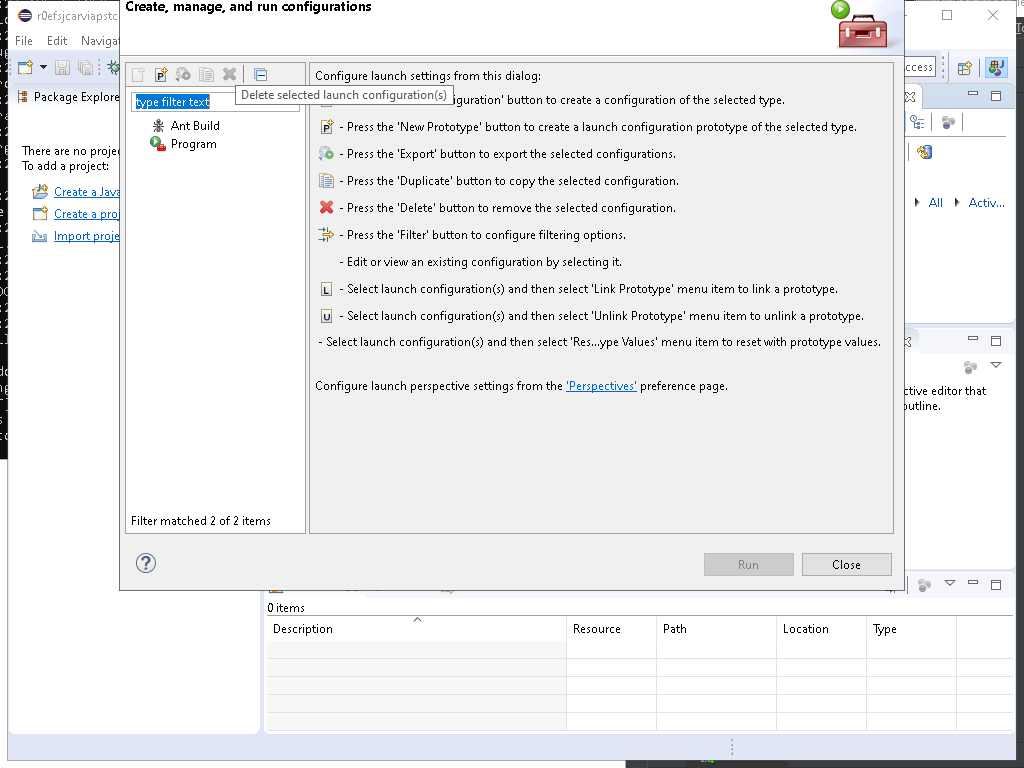 Create, manage, and run configurations
r0efsjcarviapstc
File Edit Naviga
ccess
Package Explore
type filter text
Delete selected launch configuration(s)
Ant Build
Program
Filter matched 2 of 2 items
There are no proje
To add a project:
Create a Java
Create a proj
Import proje
Configure launch settings from this dialog:
guration' button to create a configuration of the selected type.
- Press the 'New Prototype' button to create a launch configuration prototype of the selected type.
- Press the 'Export' button to export the selected configurations.
- Press the 'Duplicate' button to copy the selected configuration.
- Press the 'Delete' button to remove the selected configuration.
- Press the 'Filter' button to configure filtering options.
- Edit or view an existing configuration by selecting it.
L - Select launch configuration(s) and then select 'Link Prototype' menu item to link a prototype.
U - Select launch configuration(s) and then select 'Unlink Prototype' menu item to unlink a prototype.
- Select launch configuration(s) and then select 'Res...ype Values' menu item to reset with prototype values.
Configure launch perspective settings from the 'Perspectives' preference page.
Run
Close
All
Activ...
ctive editor that
outline.
0 items
Description
Resource
Path
Location
Type